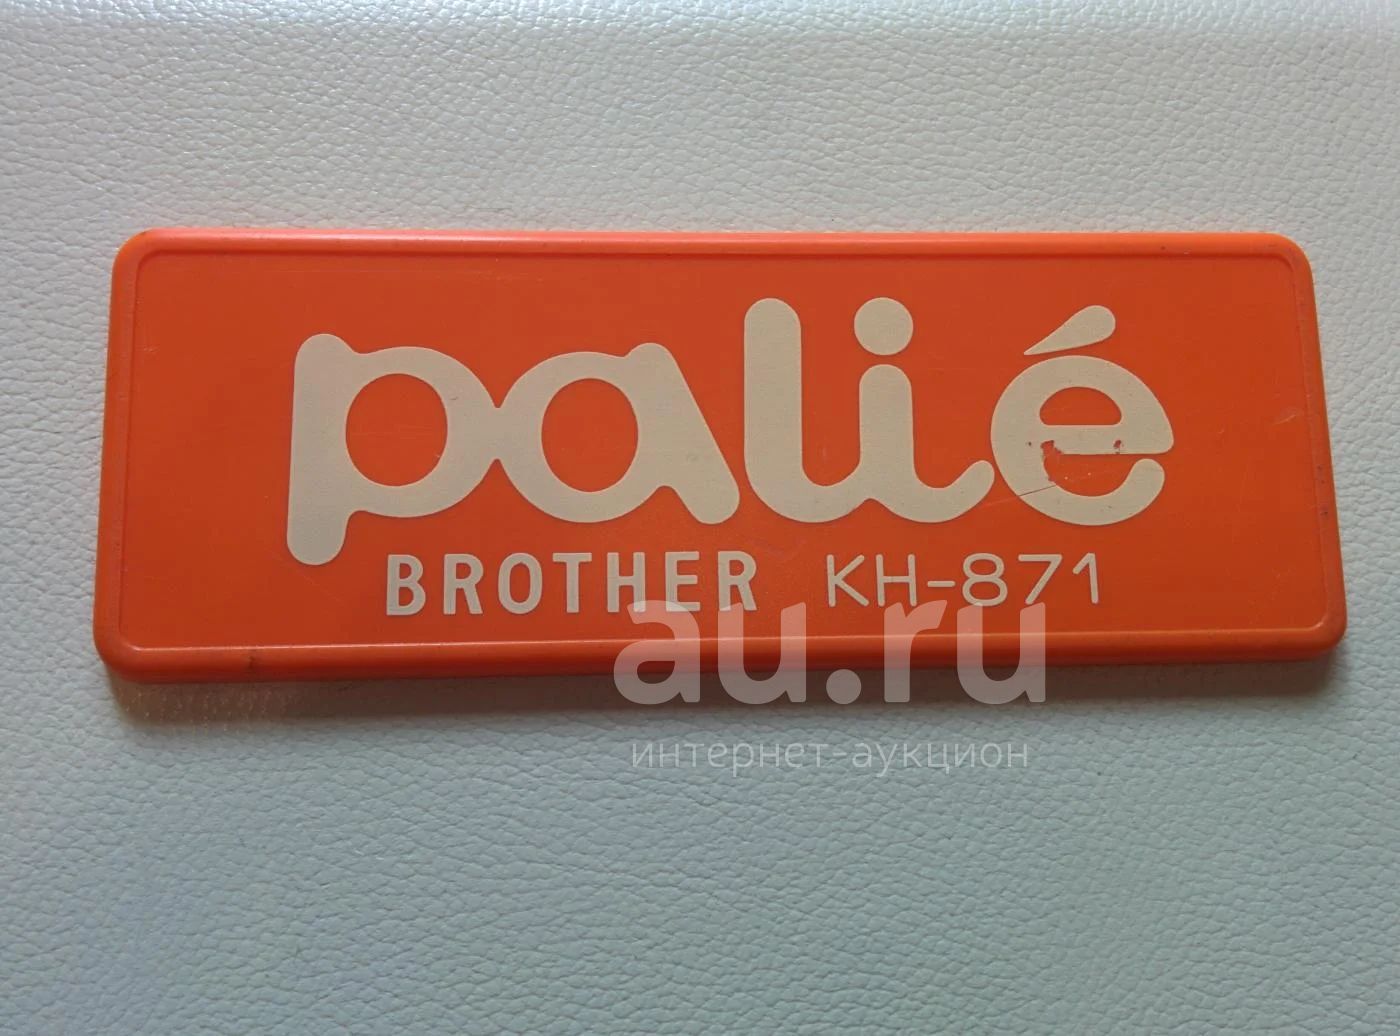 palié
BROTHER KH-871
au.ru
интернет-аукцион